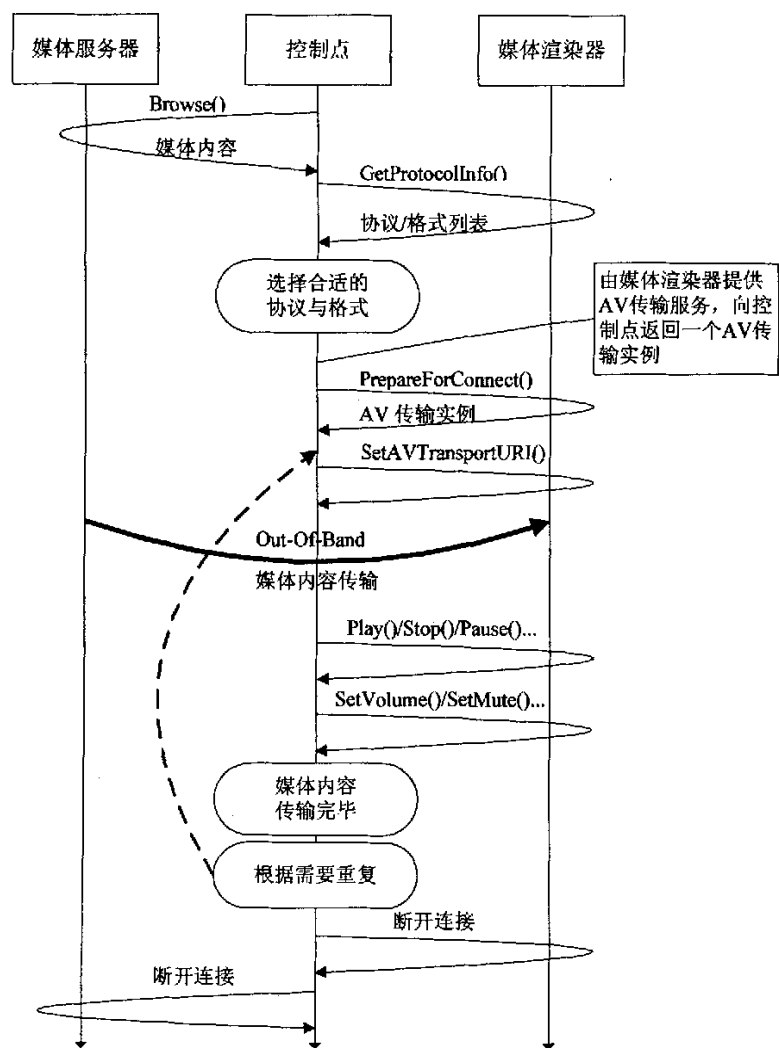 媒体服务器
控制点
媒体渲染器
Browse()
媒体内容
GetProtocolInfo()
协议/格式列表
选择合适的
协议与格式
由媒体渲染器提供
AV传输服务，向控
制点返回一个AV传
输实例
PrepareForConnect()
AV 传输实例
SetAVTransportURI()
Out-Of-Band
媒体内容传输
Play()/Stop()/Pause()...
SetVolume()/SetMute()...
媒体内容
传输完毕
根据需要重复
断开连接
断开连接